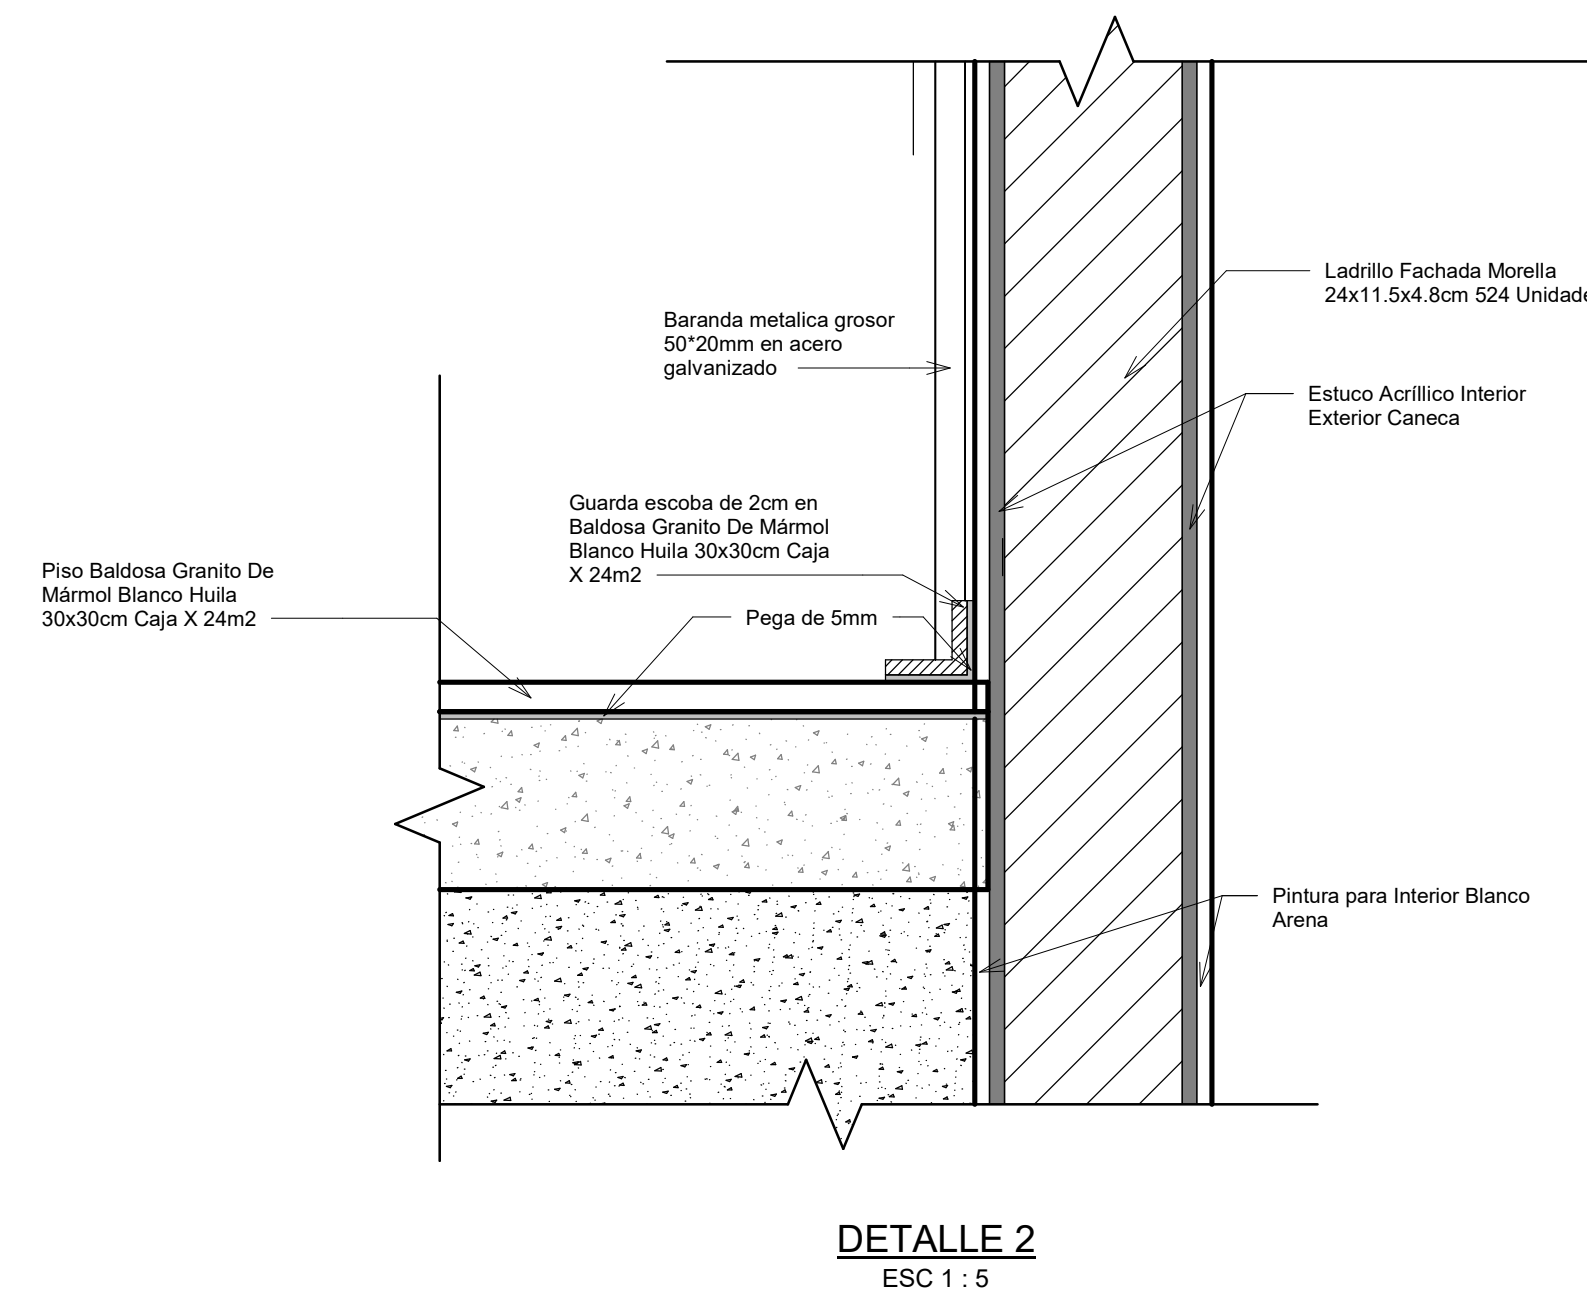 Ladrillo Fachada Morella
24x11.5x4.8cm 524 Unidade
Baranda metalica grosor
50*20mm en acero
galvanizado
Estuco Acríllico Interior
Exterior Caneca
Guarda escoba de 2cm en
Baldosa Granito De Mármol
Blanco Huila 30x30cm Caja
X 24m2
Piso Baldosa Granito De
Mármol Blanco Huila
30x30cm Caja X 24m2
Pega de 5mm
Pintura para Interior Blanco
Arena
DETALLE 2
ESC 1 : 5